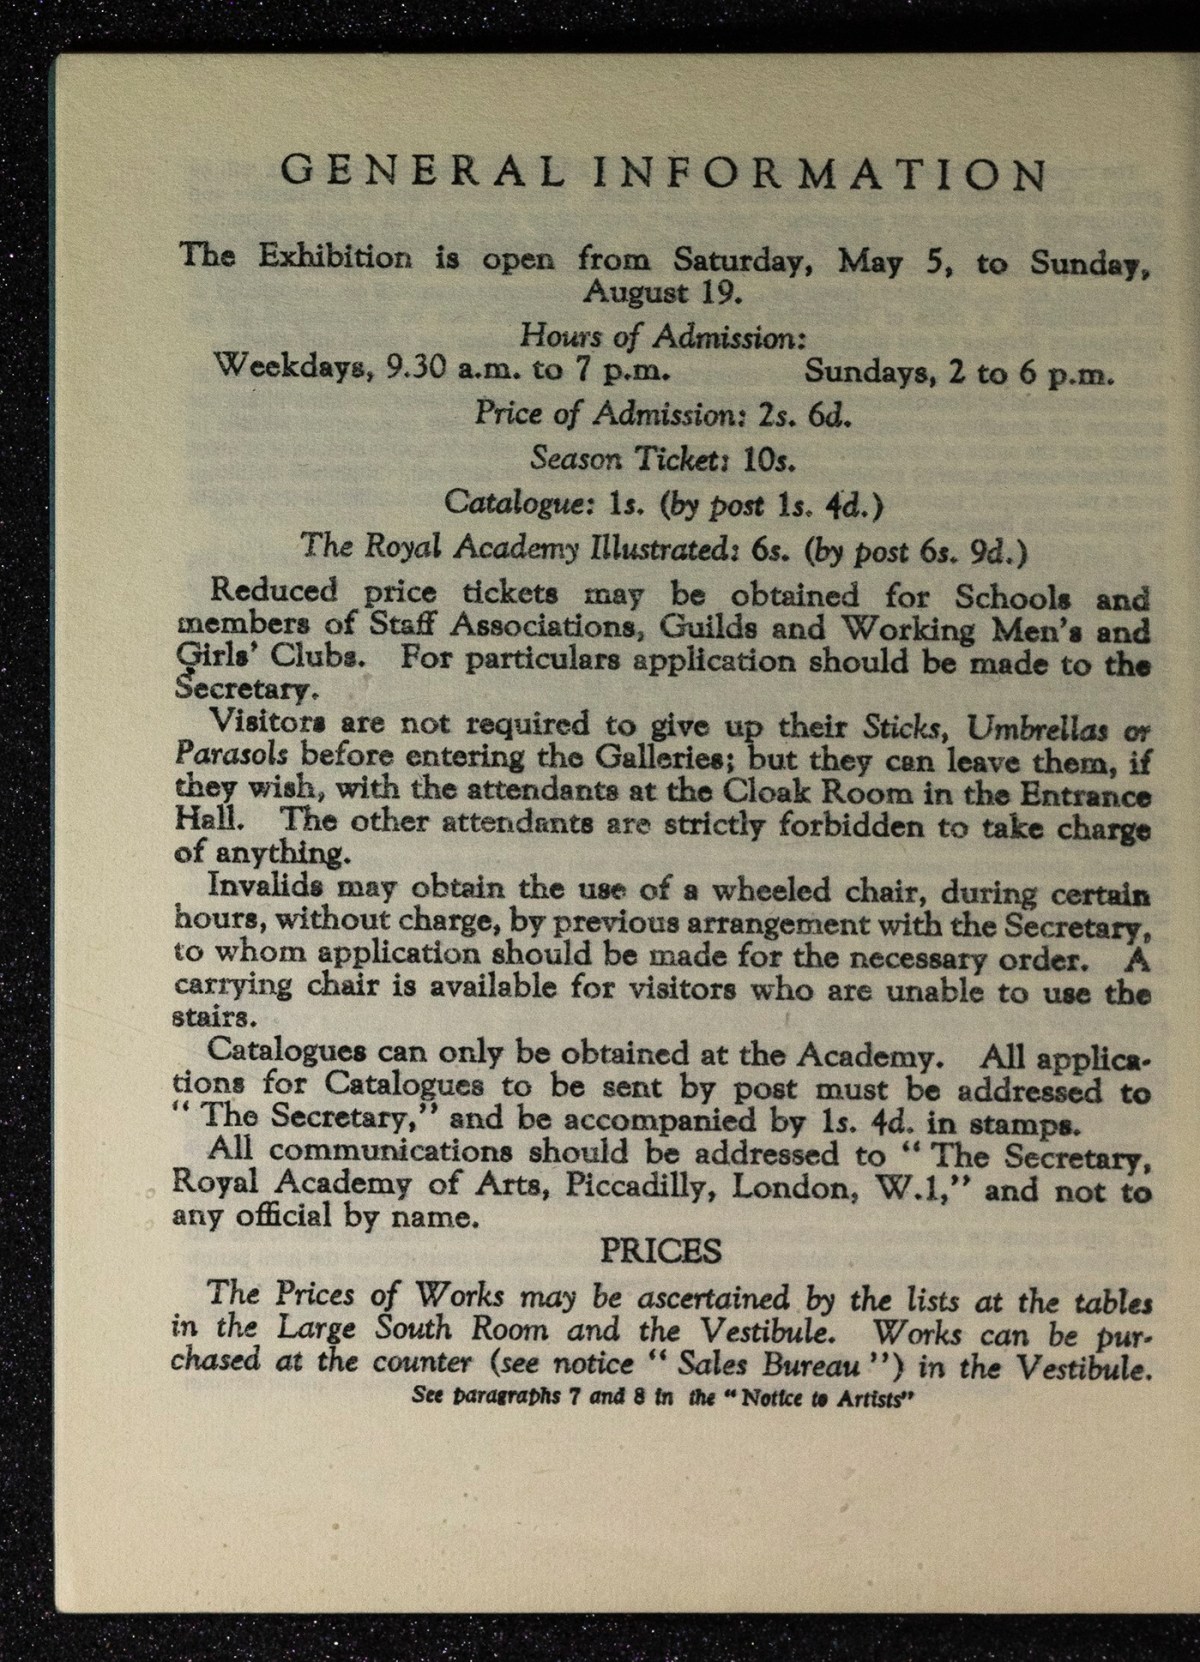 GENERAL INFORMATION
The Exhibition is open from Saturday, May 5, to Sunday,
August 19.
Hours of Admission:
Weekdays, 9.30 a.m. to 7 p.m. Sundays, 2 to 6 p.m.
Price of Admission: 2s. 6d.
Season Ticket: 10s.
Catalogue: 1s. (by post 1s. 4d.)
The Royal Academy Illustrated: 6s. (by post 6s. 9d.)
Reduced price tickets may be obtained for Schools and
members of Staff Associations, Guilds and Working Men's and
Girls' Clubs. For particulars application should be made to the
Secretary.
Visitors are not required to give up their Sticks, Umbrellas or
Parasols before entering the Galleries; but they can leave them, if
they wish, with the attendants at the Cloak Room in the Entrance
Hall. The other attendants are strictly forbidden to take charge
of anything.
Invalids may obtain the use of a wheeled chair, during certain
hours, without charge, by previous arrangement with the Secretary,
to whom application should be made for the necessary order. A
carrying chair is available for visitors who are unable to use the
stairs.
Catalogues can only be obtained at the Academy. All applica-
tions for Catalogues to be sent by post must be addressed to
“ The Secretary,” and be accompanied by 1s. 4d. in stamps.
All communications should be addressed to “ The Secretary,
Royal Academy of Arts, Piccadilly, London, W.1,” and not to
any official by name.
PRICES
The Prices of Works may be ascertained by the lists at the tables
in the Large South Room and the Vestibule. Works can be pur-
chased at the counter (see notice “ Sales Bureau ”) in the Vestibule.
See paragraphs 7 and 8 in the “ Notice to Artists”